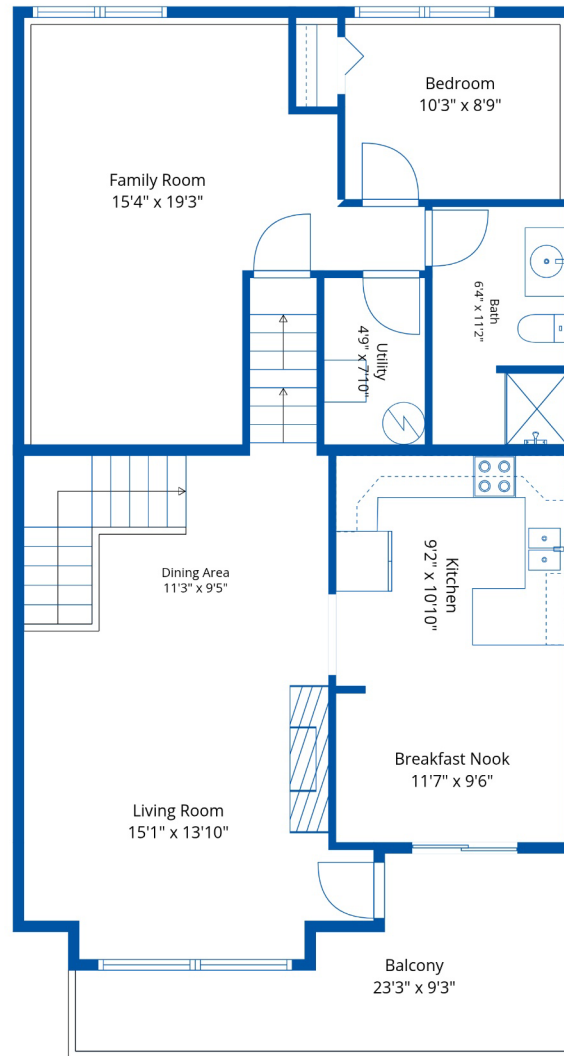 Bedroom
10'3" x 8'9"
Family Room
15'4" x 19'3"
Bath
6'4" x 11'2"
Utility
4'9" x 7'10"
Kitchen
9'2" x 10'10"
Dining Area
11'3" x 9'5"
Breakfast Nook
11'7" x 9'6"
Living Room
15'1" x 13'10"
Balcony
23'3" x 9'3"